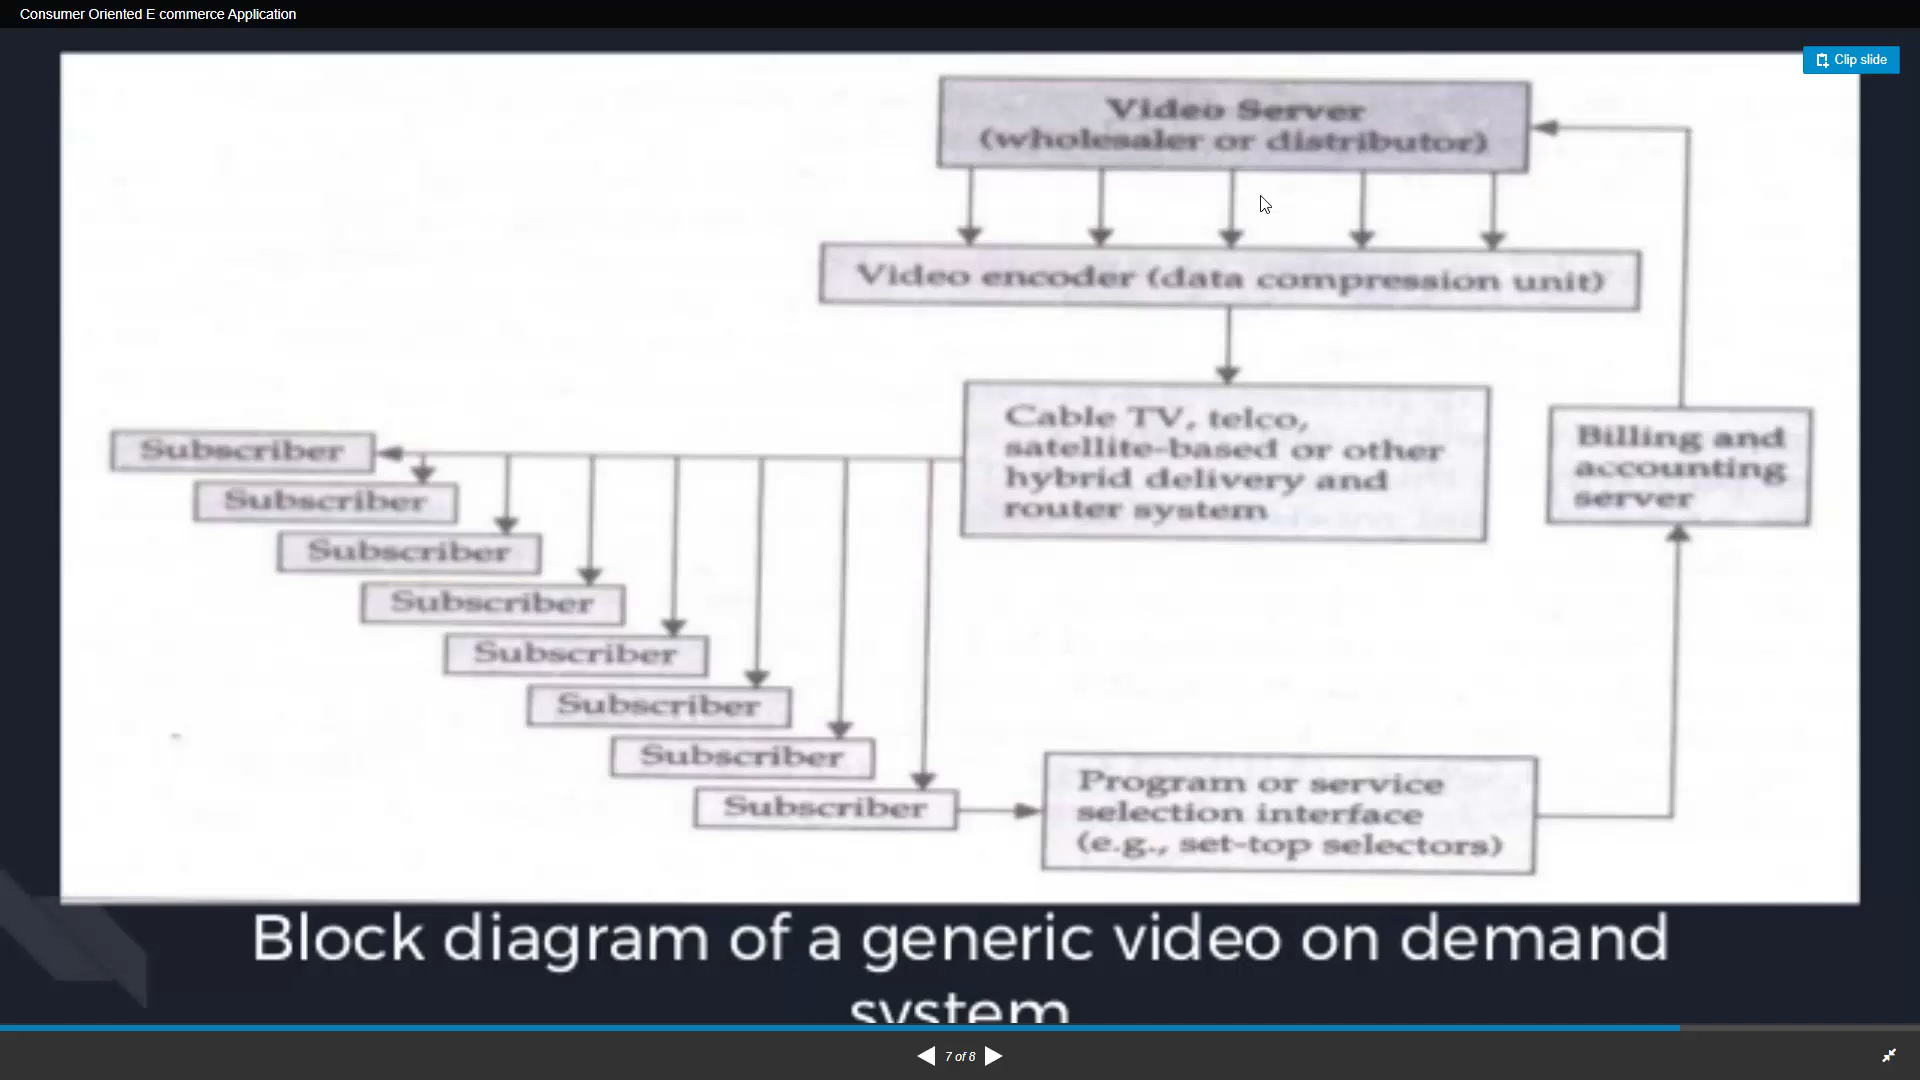 Consumer Oriented E commerce Application
Clip slide
Video Server
(wholesaler or distributor)
Video encoder (data compression unit)
Cable TV, telco,
satellite-based or other
hybrid delivery and
router system
Billing and
accounting
server
Subscriber
Subscriber
Subscriber
Subscriber
Subscriber
Subscriber
Subscriber
Subscriber
Program or service
selection interface
(e.g., set-top selectors)
Block diagram of a generic video on demand
system
7 of 8